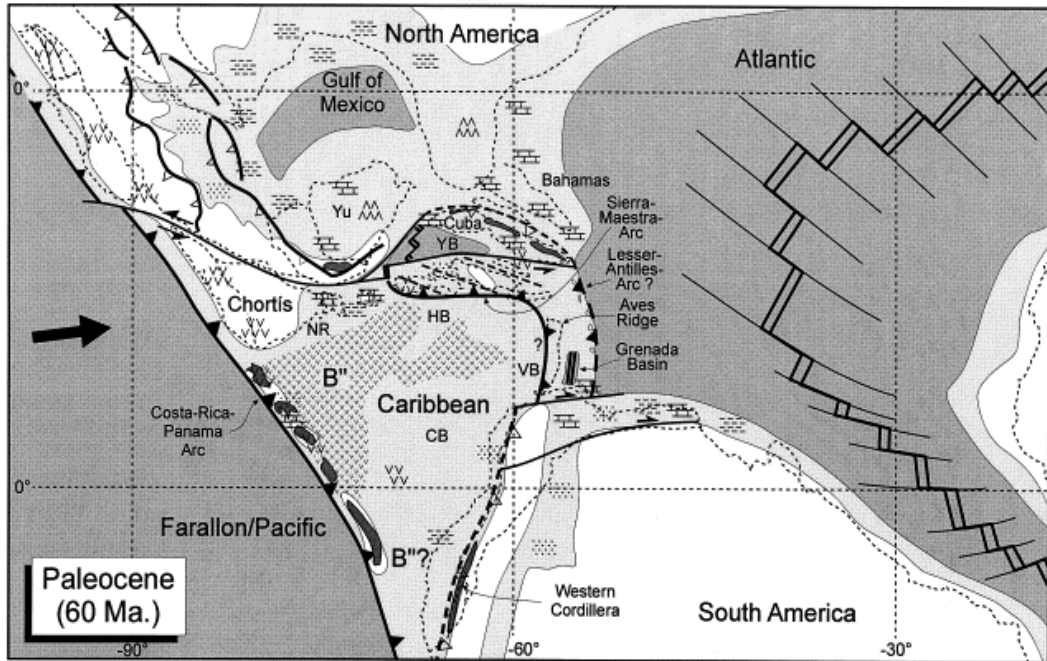 North America
Atlantic
Gulf of
Mexico
0°
Bahamas
Sierra-
Maestra-
Arc
Yu
Cuba
YB
Lesser-
Antilles-
Arc ?
Chortís
Aves
Ridge
NR
HB
?
Grenada
Basin
VB
B"
Caribbean
CB
Costa-Rica-
Panama
Arc
0°
Farallon/Pacific
B"?
Paleocene
(60 Ma.)
Western
Cordillera
South America
-90°
-60°
-30°